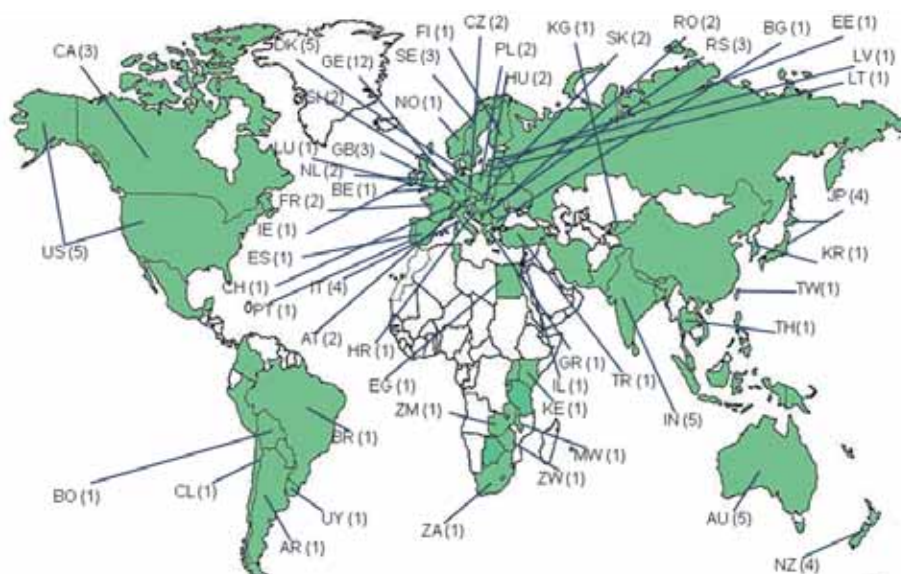 CA (3)
DK (5)
GE (12)
SI (2)
FI (1)
SE (3)
NO (1)
CZ (2)
PL (2)
HU (2)
KG (1)
SK (2)
RO (2)
RS (3)
BG (1)
EE (1)
LV (1)
LT (1)
LU (1)
GB(3)
NL (2)
BE (1)
FR (2)
IE (1)
ES (1)
US (5)
CH (1)
PT (1)
IT (4)
AT (2)
HR (1)
EG (1)
JP (4)
KR (1)
TW(1)
TH(1)
GR (1)
IL (1)
TR (1)
IN (5)
KE (1)
ZM (1)
MW (1)
ZW (1)
ZA(1)
BR (1)
BO (1)
CL (1)
UY (1)
AR (1)
AU (5)
NZ (4)